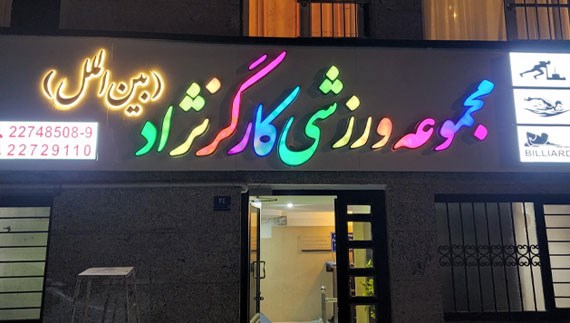 مجموعه ورزشی کارگرنژاد
(بین الملل)
22748508-9
22729110
BILLIARD